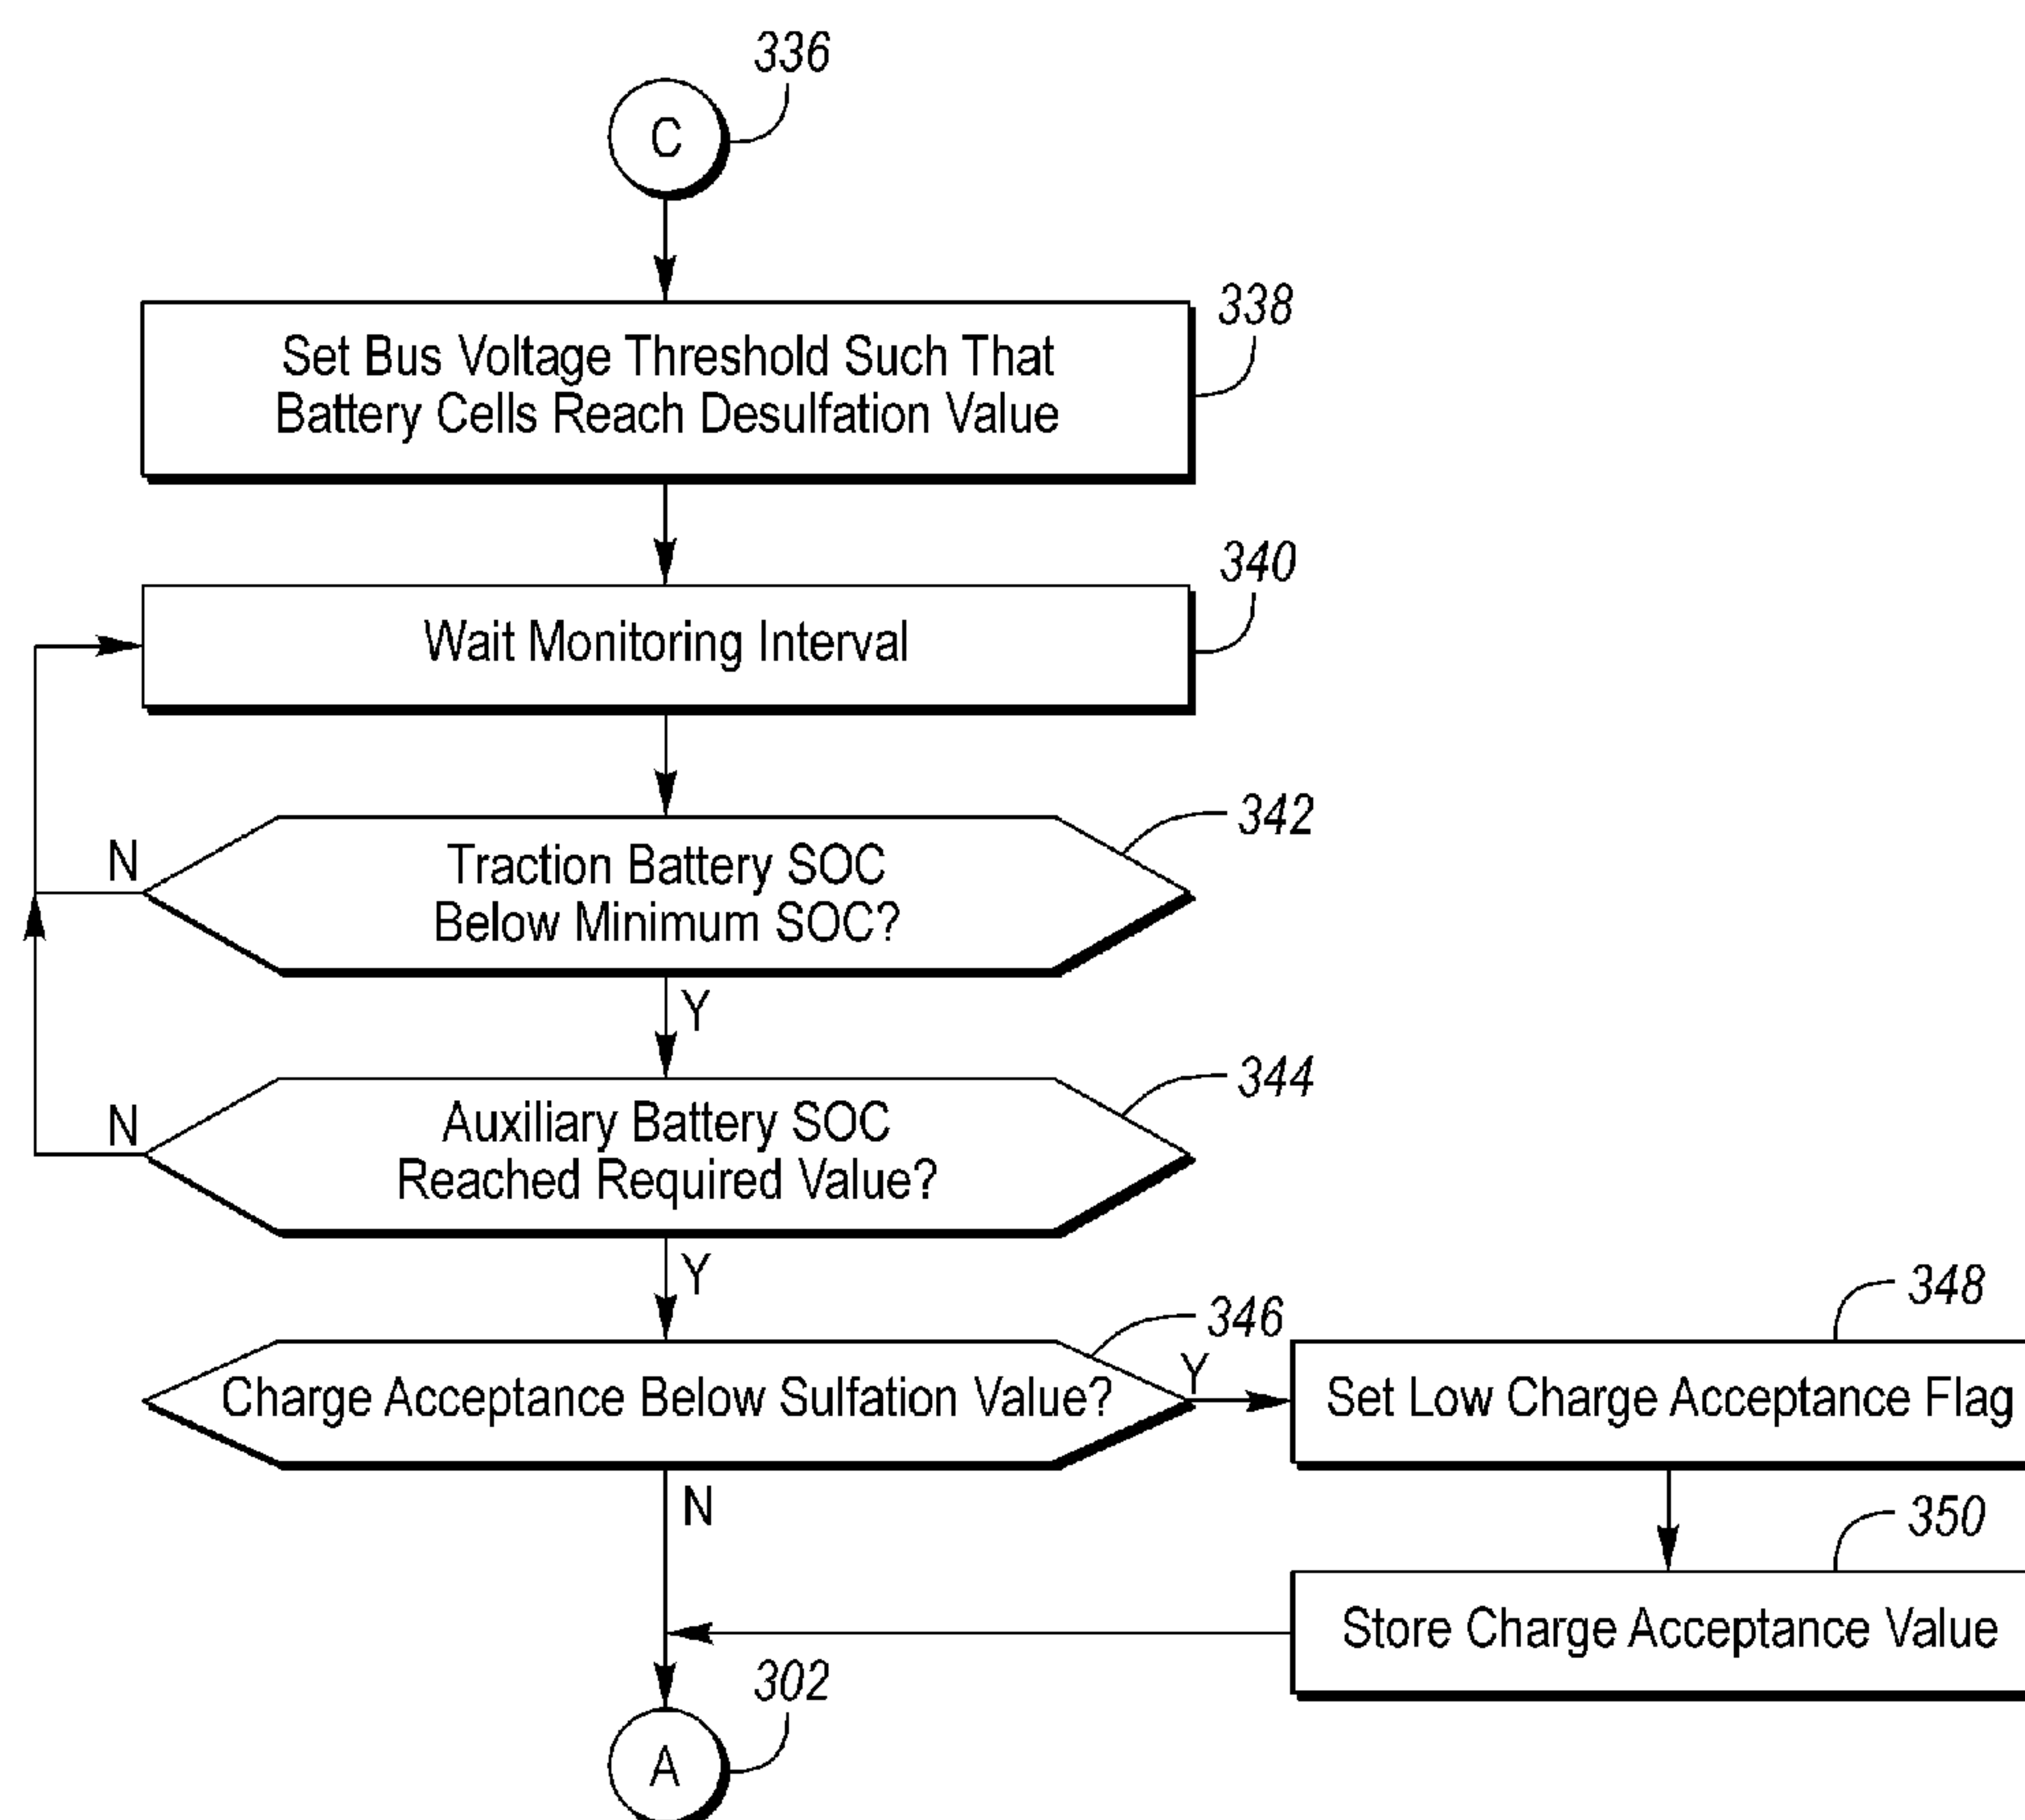 336
C
338
Set Bus Voltage Threshold Such That
Battery Cells Reach Desulfation Value
340
Wait Monitoring Interval
342
N
Traction Battery SOC
Below Minimum SOC?
Y
344
N
Auxiliary Battery SOC
Reached Required Value?
Y
346
348
Charge Acceptance Below Sulfation Value?
Y
Set Low Charge Acceptance Flag
N
350
Store Charge Acceptance Value
302
A